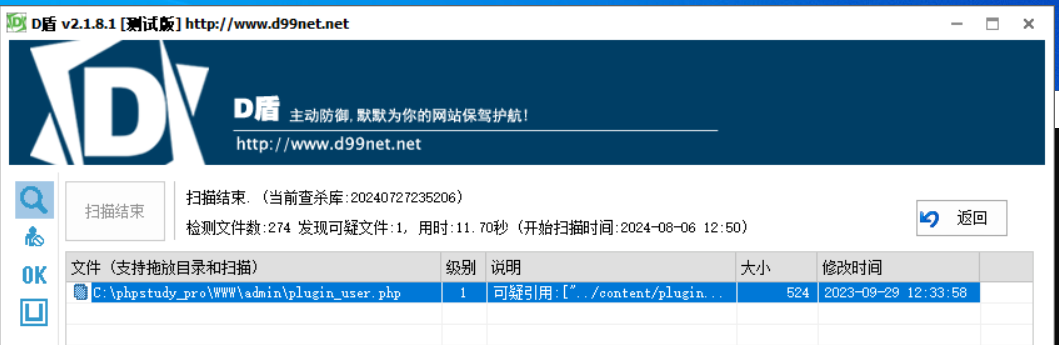 D盾 v2.1.8.1 [测试版] http://www.d99net.net
D盾 主动防御,默默为你的网站保驾护航!
http://www.d99net.net
扫描结束
扫描结束. (当前查杀库:20240727235206)
检测文件数:274 发现可疑文件:1, 用时:11.70秒 (开始扫描时间:2024-08-06 12:50)
返回
OK
文件 (支持拖放目录和扫描) 级别 说明 大小 修改时间
C:\phpstudy_pro\WWW\admin\plugin_user.php 1 可疑引用:["../content/plugin... 524 2023-09-29 12:33:58